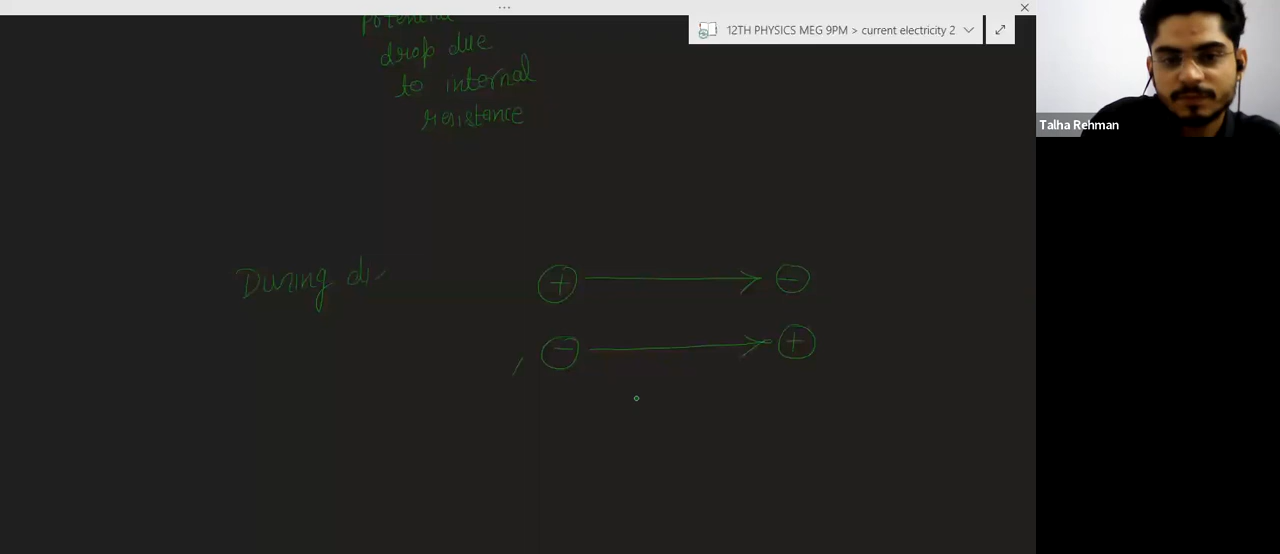 12TH PHYSICS MEG 9PM > current electricity 2
drop due
to internal
resistance
Talha Rehman
During di
+ −
− +